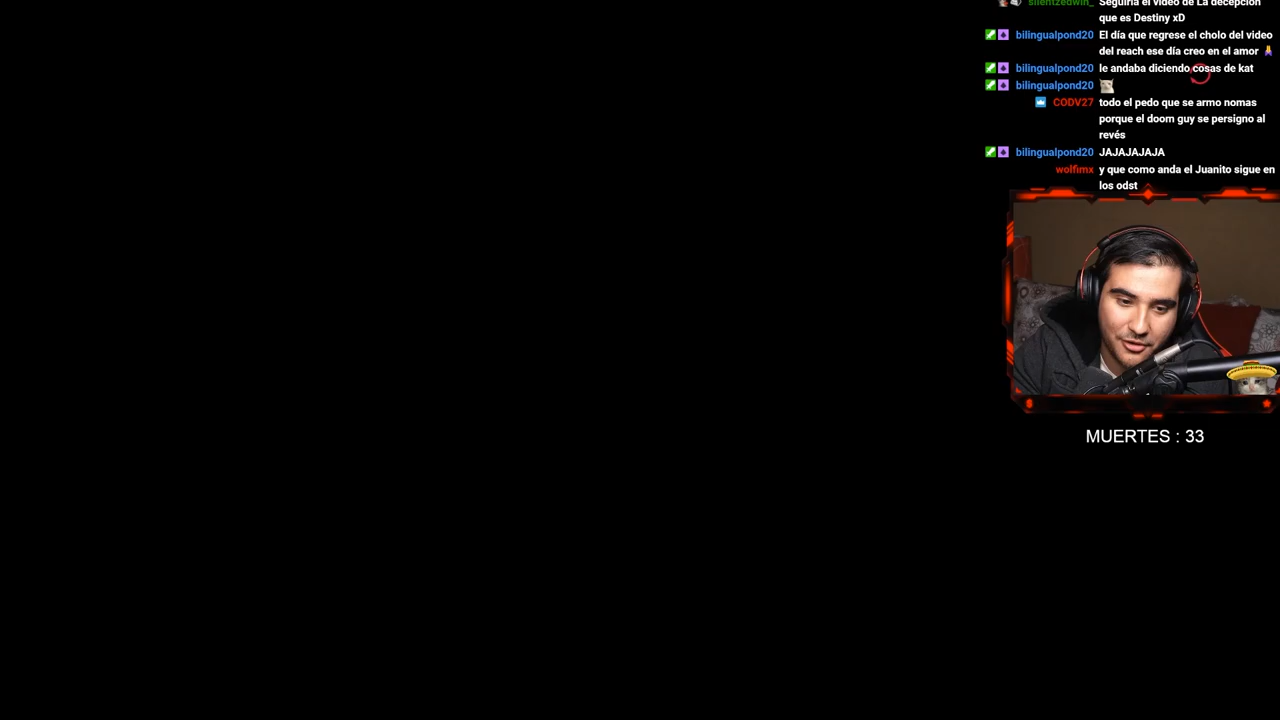 silentzedwin_ Seguiría el video de La decepción
que es Destiny xD
bilingualpond20 El día que regrese el cholo del video
del reach ese día creo en el amor
bilingualpond20 le andaba diciendo cosas de kat
bilingualpond20
CODV27 todo el pedo que se armo nomas
porque el doom guy se persigno al
revés
bilingualpond20 JAJAJAJAJA
wolfimx y que como anda el Juanito sigue en
los odst
MUERTES : 33